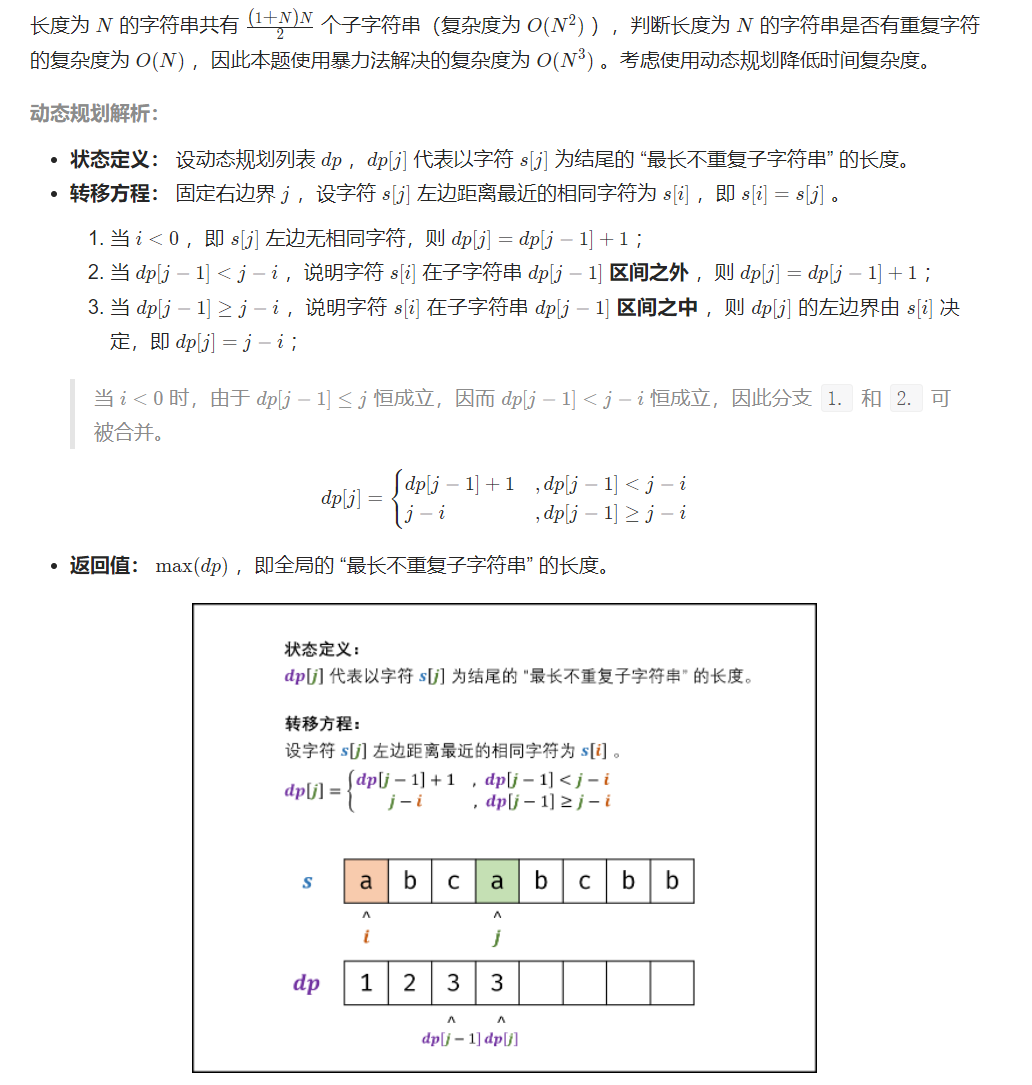 长度为 N 的字符串共有 (1+N)N/2 个子字符串（复杂度为 O(N²) ），判断长度为 N 的字符串是否有重复字符
的复杂度为 O(N) ，因此本题使用暴力法解决的复杂度为 O(N³) 。考虑使用动态规划降低时间复杂度。
动态规划解析：
• 状态定义： 设动态规划列表 dp ，dp[j] 代表以字符 s[j] 为结尾的 “最长不重复子字符串” 的长度。
• 转移方程： 固定右边界 j ，设字符 s[j] 左边距离最近的相同字符为 s[i] ，即 s[i] = s[j] 。
1. 当 i < 0 ，即 s[j] 左边无相同字符，则 dp[j] = dp[j − 1] + 1 ；
2. 当 dp[j − 1] < j − i ，说明字符 s[i] 在子字符串 dp[j − 1] 区间之外 ，则 dp[j] = dp[j − 1] + 1 ；
3. 当 dp[j − 1] ≥ j − i ，说明字符 s[i] 在子字符串 dp[j − 1] 区间之中 ，则 dp[j] 的左边界由 s[i] 决
定，即 dp[j] = j − i ；
当 i < 0 时，由于 dp[j − 1] ≤ j 恒成立，因而 dp[j − 1] < j − i 恒成立，因此分支 1. 和 2. 可
被合并。
dp[j] = { dp[j − 1] + 1 , dp[j − 1] < j − i
j − i , dp[j − 1] ≥ j − i
• 返回值： max(dp) ，即全局的 “最长不重复子字符串” 的长度。
状态定义：
dp[j] 代表以字符 s[j] 为结尾的 "最长不重复子字符串" 的长度。
转移方程：
设字符 s[j] 左边距离最近的相同字符为 s[i] 。
dp[j] = { dp[j − 1] + 1 , dp[j − 1] < j − i
j − i , dp[j − 1] ≥ j − i
s a b c a b c b b
^ ^
i j
dp 1 2 3 3
^ ^
dp[j − 1] dp[j]